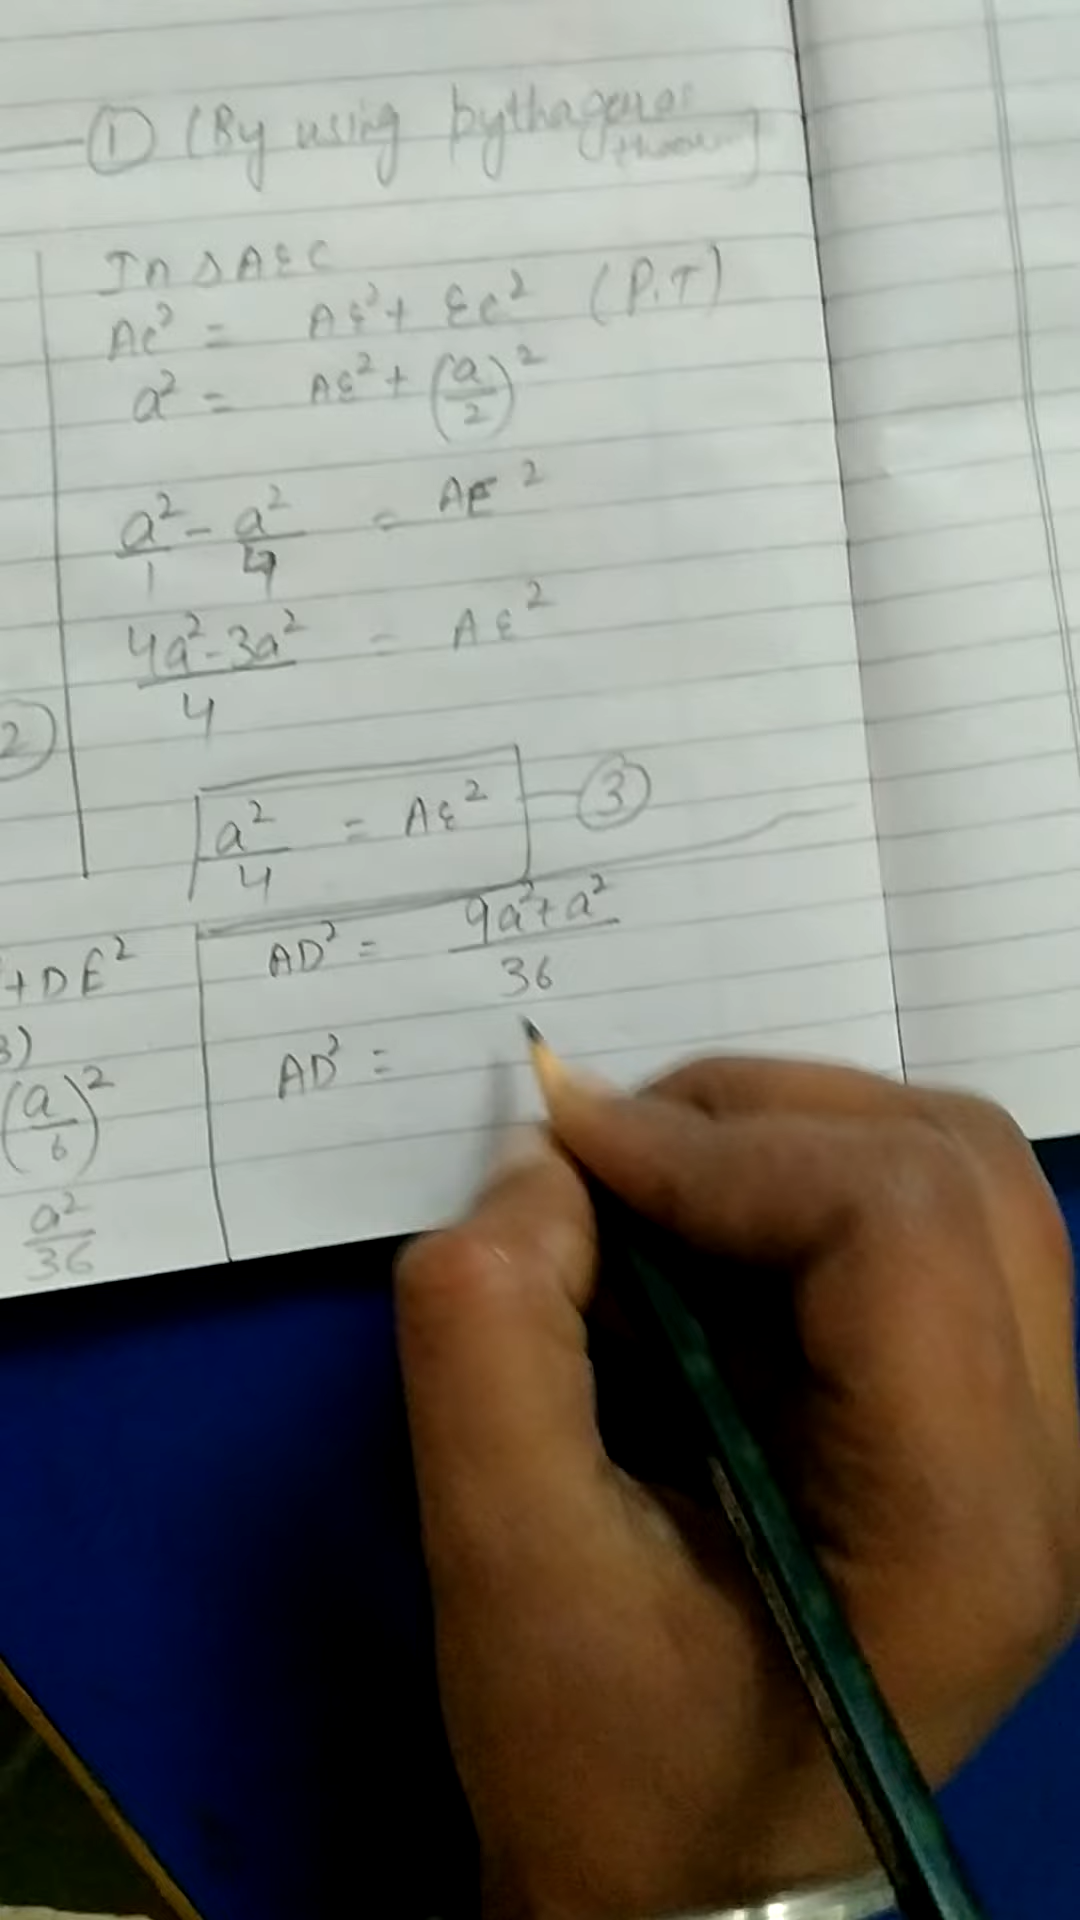 ① (By using pythagoras theorem)
In △AEC
AC² = AE² + EC² (P.T)
a² = AE² + (a/2)²
a²/1 - a²/4 = AE²
4a² - 3a²/4 = AE²
2
a²/4 = AE² — ③
+ DE²
3)
(a/6)²
a²/36
AD² = 9a² + a²/36
AD² =